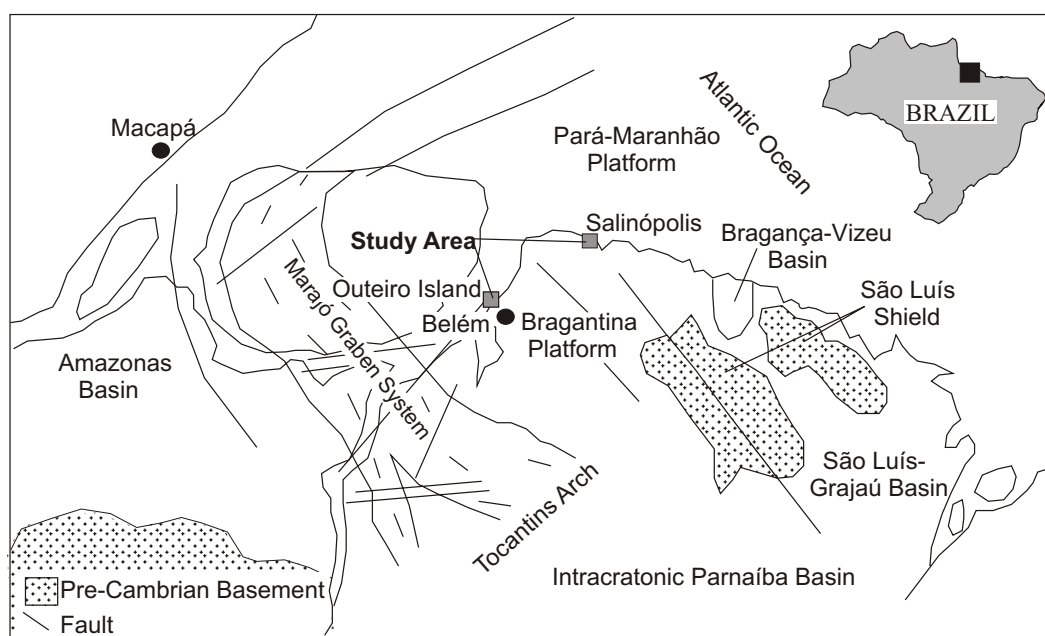 Macapá
Atlantic Ocean
BRAZIL
Pará-Maranhão
Platform
Salinópolis
Study Area
Bragança-Vizeu
Basin
Outeiro Island
Belém
Bragantina
Platform
São Luís
Shield
Marajó Graben System
Amazonas
Basin
São Luís-
Grajaú Basin
Tocantins Arch
Intracratonic Parnaíba Basin
Pre-Cambrian Basement
Fault